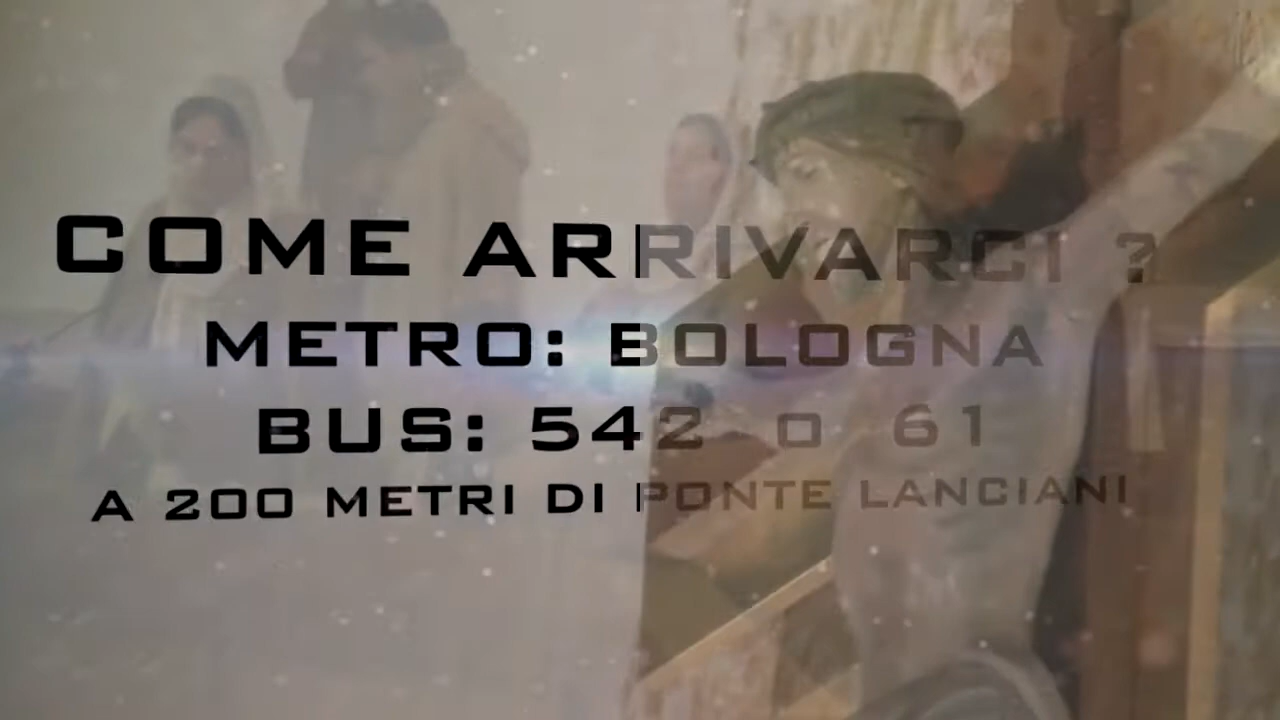 COME ARRIVARCI ?
METRO: BOLOGNA
BUS: 542 o 61
A 200 METRI DI PONTE LANCIANI